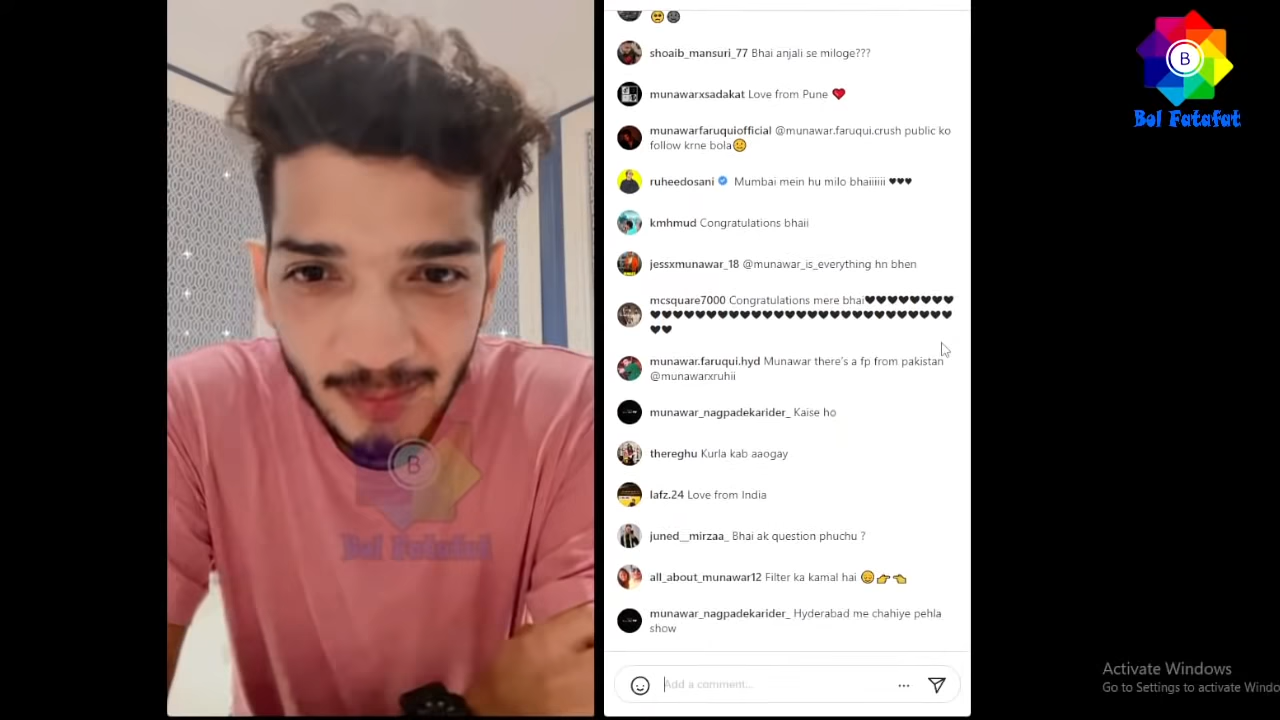 shoaib_mansuri_77 Bhai anjali se miloge???
munawarxsadakat Love from Pune ❤
munawarfaruquiofficial @munawar.faruqui.crush public ko
follow krne bola🙂
ruheedosani Mumbai mein hu milo bhaiiiiiii ♥♥♥
kmhmud Congratulations bhaii
jessxmunawar_18 @munawar_is_everything hn bhen
mcsquare7000 Congratulations mere bhai♥♥♥♥♥♥♥♥
♥♥♥♥♥♥♥♥♥♥♥♥♥♥♥♥♥♥♥♥♥♥♥♥♥♥♥
♥♥
munawar.faruqui.hyd Munawar there's a fp from pakistan
@munawarxruhii
munawar_nagpadekarider_ Kaise ho
thereghu Kurla kab aaogay
lafz.24 Love from India
juned__mirzaa_ Bhai ak question phuchu ?
all_about_munawar12 Filter ka kamal hai 😊👉👈
munawar_nagpadekarider_ Hyderabad me chahiye pehla
show
Add a comment...
B
Bol Fatafat
B
Bol Fatafat
Activate Windows
Go to Settings to activate Windo